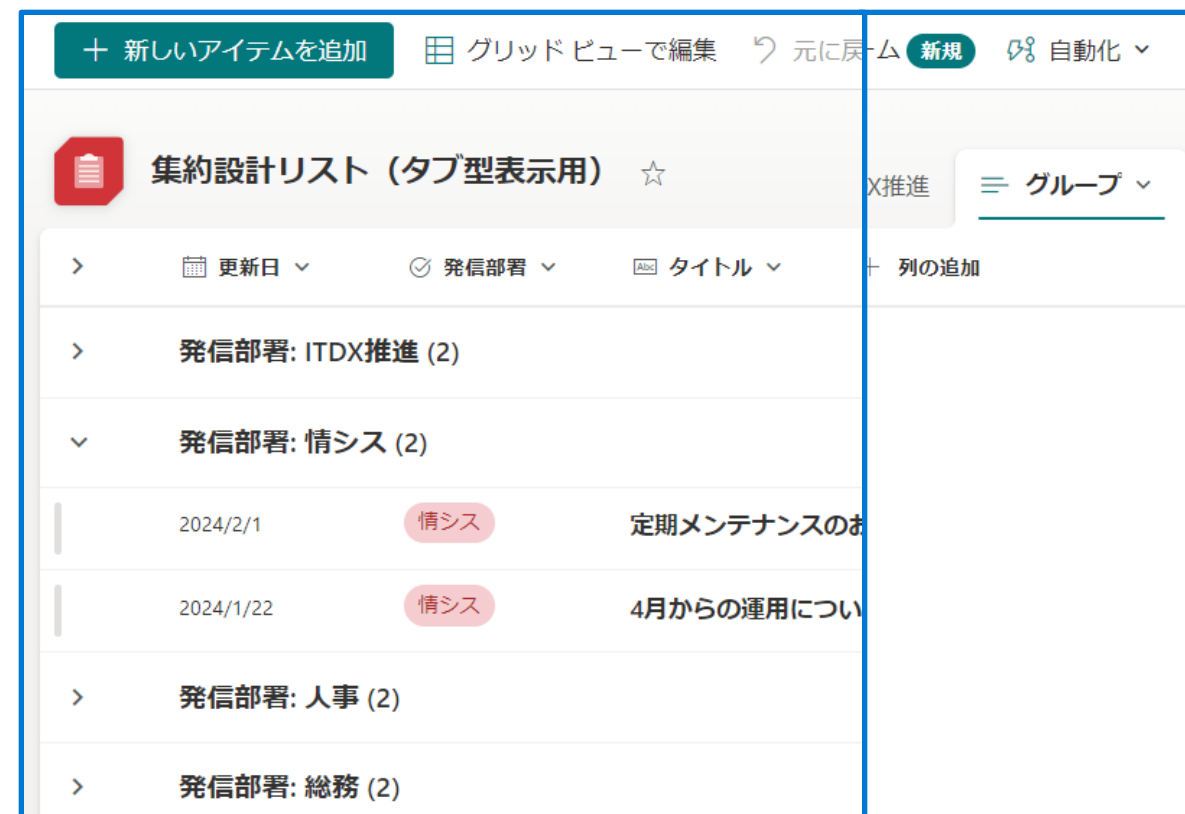 新しいアイテムを追加 グリッド ビューで編集 元に戻 ーム 新規 自動化
集約設計リスト（タブ型表示用） X推進 グループ
更新日 発信部署 Abc タイトル 列の追加
発信部署: ITDX推進 (2)
発信部署: 情シス (2)
2024/2/1 情シス 定期メンテナンスのお
2024/1/22 情シス 4月からの運用につい
発信部署: 人事 (2)
発信部署: 総務 (2)